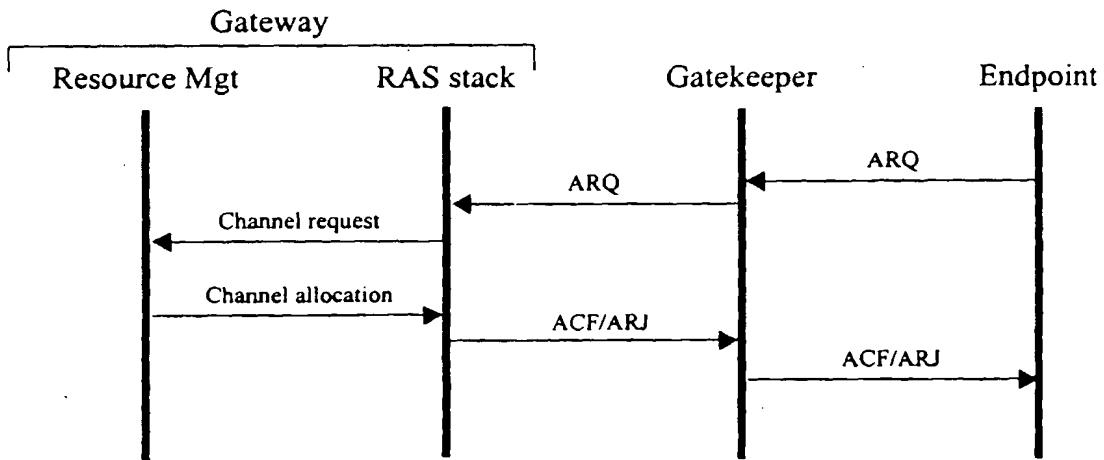 Gateway
Resource Mgt RAS stack Gatekeeper Endpoint
ARQ
ARQ
Channel request
Channel allocation
ACF/ARJ
ACF/ARJ